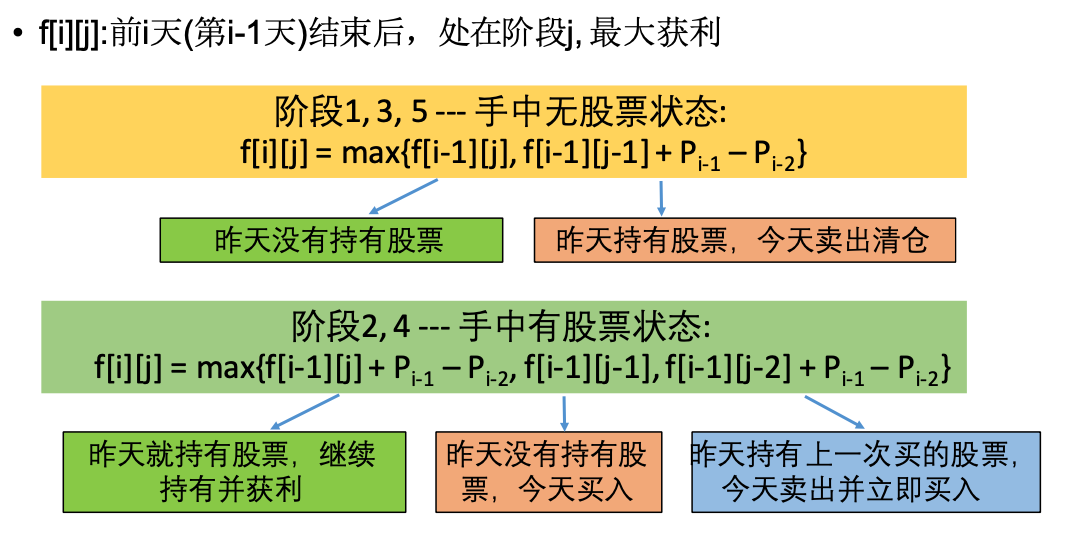 • f[i][j]:前i天(第i-1天)结束后，处在阶段j, 最大获利
阶段1, 3, 5 --- 手中无股票状态:
f[i][j] = max{f[i-1][j], f[i-1][j-1] + Pi-1 – Pi-2}
昨天没有持有股票
昨天持有股票，今天卖出清仓
阶段2, 4 --- 手中有股票状态:
f[i][j] = max{f[i-1][j] + Pi-1 – Pi-2, f[i-1][j-1], f[i-1][j-2] + Pi-1 – Pi-2}
昨天就持有股票，继续
持有并获利
昨天没有持有股
票，今天买入
昨天持有上一次买的股票，
今天卖出并立即买入